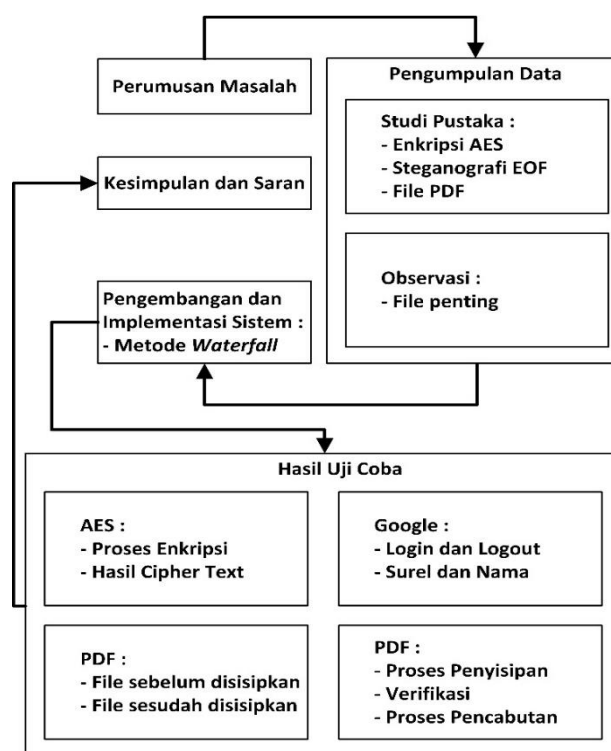 Perumusan Masalah
Pengumpulan Data
Studi Pustaka :
- Enkripsi AES
- Steganografi EOF
- File PDF
Observasi :
- File penting
Kesimpulan dan Saran
Pengembangan dan
Implementasi Sistem :
- Metode Waterfall
Hasil Uji Coba
AES :
- Proses Enkripsi
- Hasil Cipher Text
Google :
- Login dan Logout
- Surel dan Nama
PDF :
- File sebelum disisipkan
- File sesudah disisipkan
PDF :
- Proses Penyisipan
- Verifikasi
- Proses Pencabutan